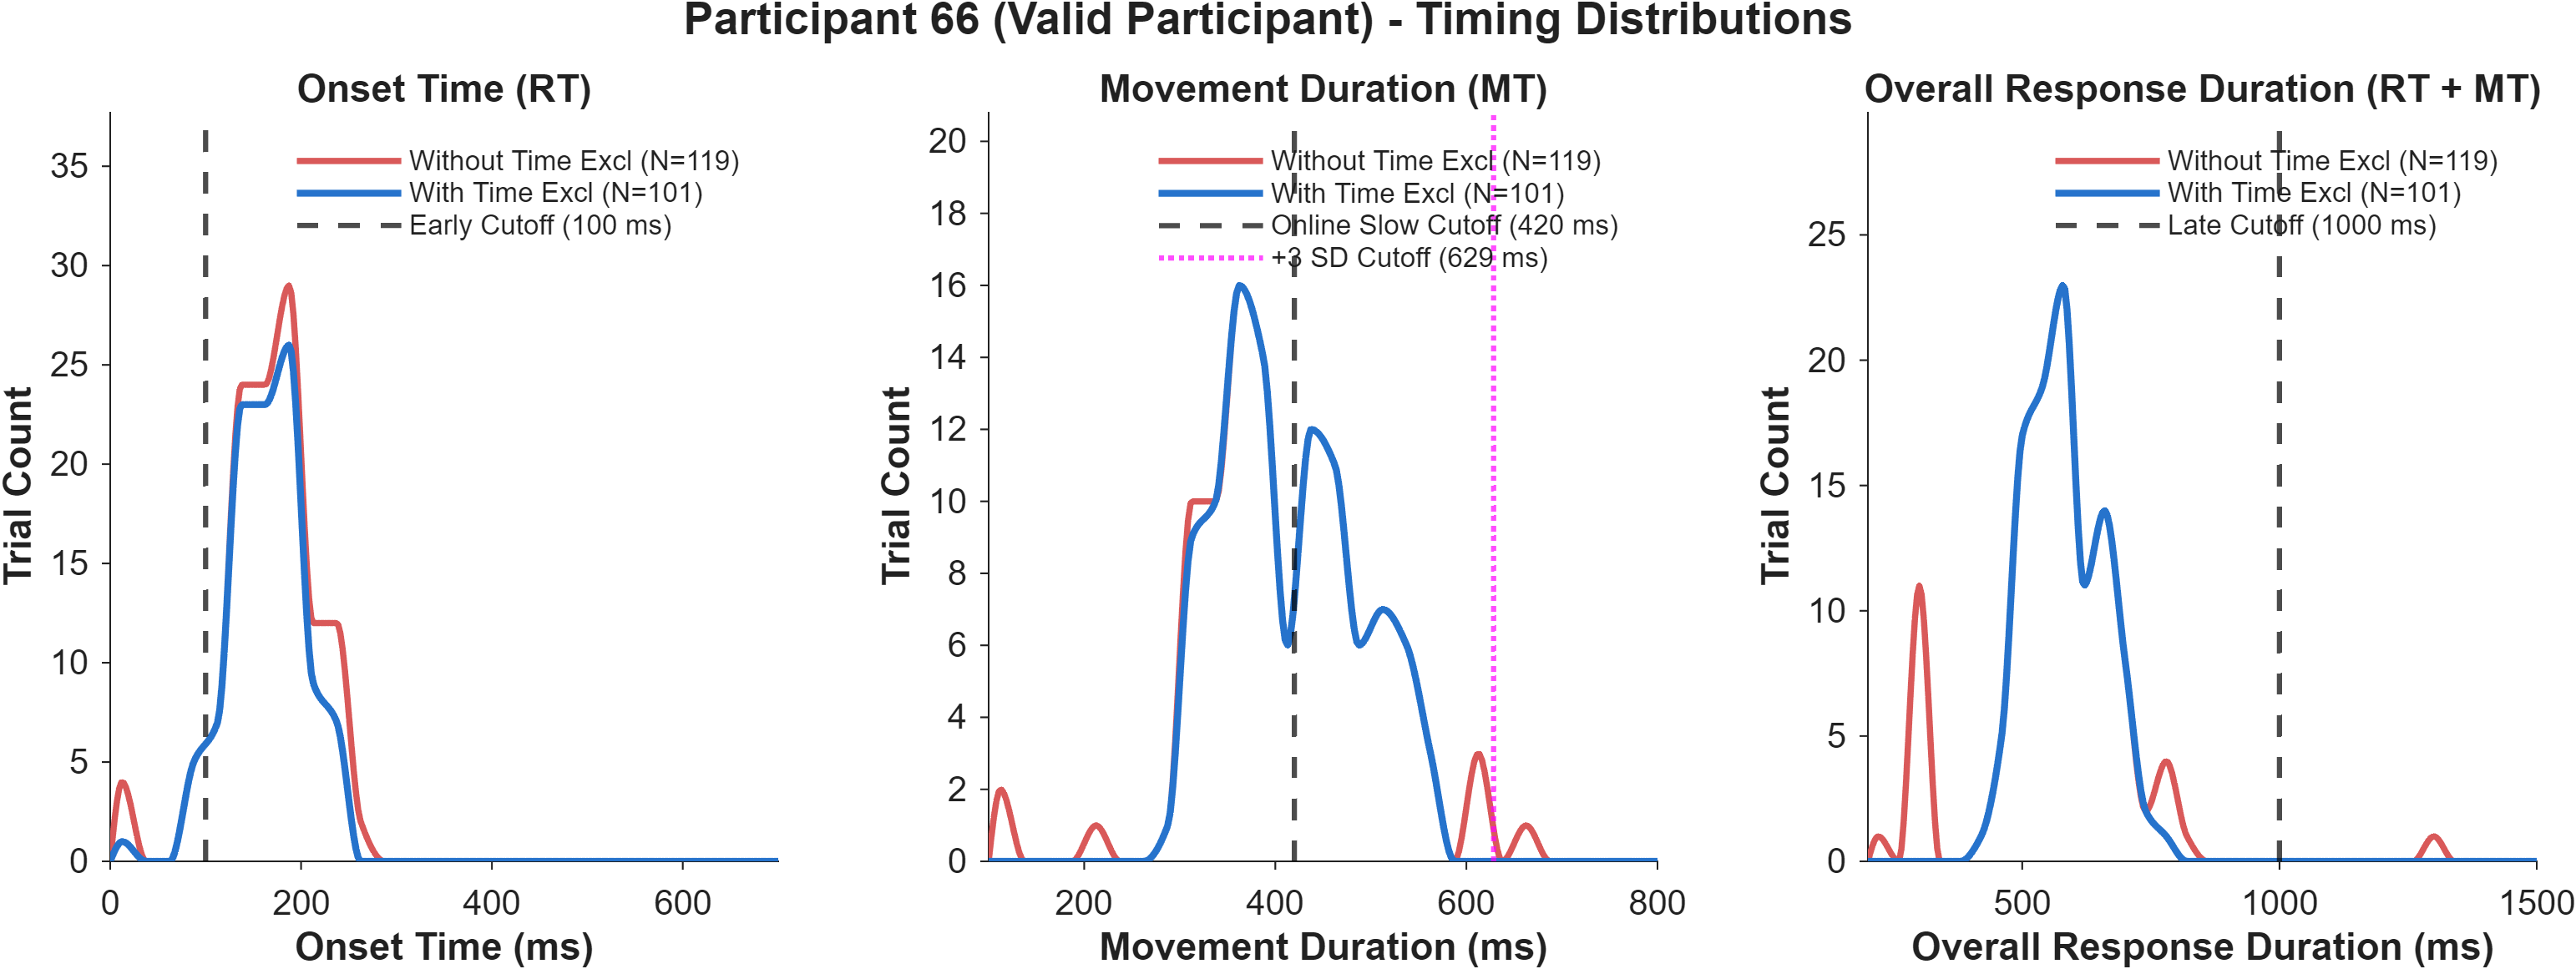 Participant 66 (Valid Participant) - Timing Distributions
Onset Time (RT)
Without Time Excl (N=119)
With Time Excl (N=101)
Early Cutoff (100 ms)
Trial Count
35
30
25
20
15
10
5
0
0
200
400
600
Onset Time (ms)
Movement Duration (MT)
Without Time Excl (N=119)
With Time Excl (N=101)
Online Slow Cutoff (420 ms)
+3 SD Cutoff (629 ms)
Trial Count
20
18
16
14
12
10
8
6
4
2
0
200
400
600
800
Movement Duration (ms)
Overall Response Duration (RT + MT)
Without Time Excl (N=119)
With Time Excl (N=101)
Late Cutoff (1000 ms)
Trial Count
25
20
15
10
5
0
500
1000
1500
Overall Response Duration (ms)